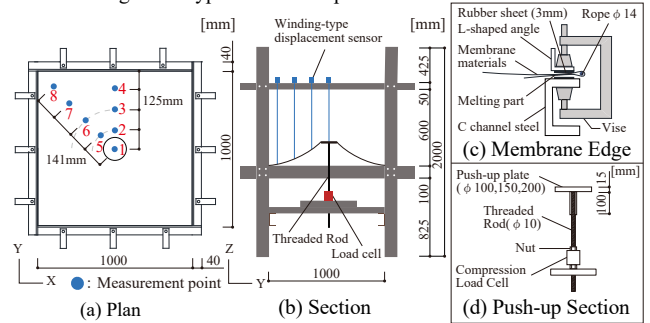 [mm]
40
1000
125mm
8
7
6
5
4
3
2
1
141mm
Y
X
1000
40
: Measurement point
(a) Plan
Winding-type
displacement sensor
[mm]
425
50
600
2000
100
825
Threaded Rod
Load cell
Z
Y
1000
(b) Section
Rubber sheet (3mm)
Rope φ 14
L-shaped angle
Membrane
materials
Melting part
C channel steel
Vise
(c) Membrane Edge
Push-up plate
(φ 100,150,200)
[mm]
15
100
Threaded
Rod(φ 10)
Nut
Compression
Load Cell
(d) Push-up Section